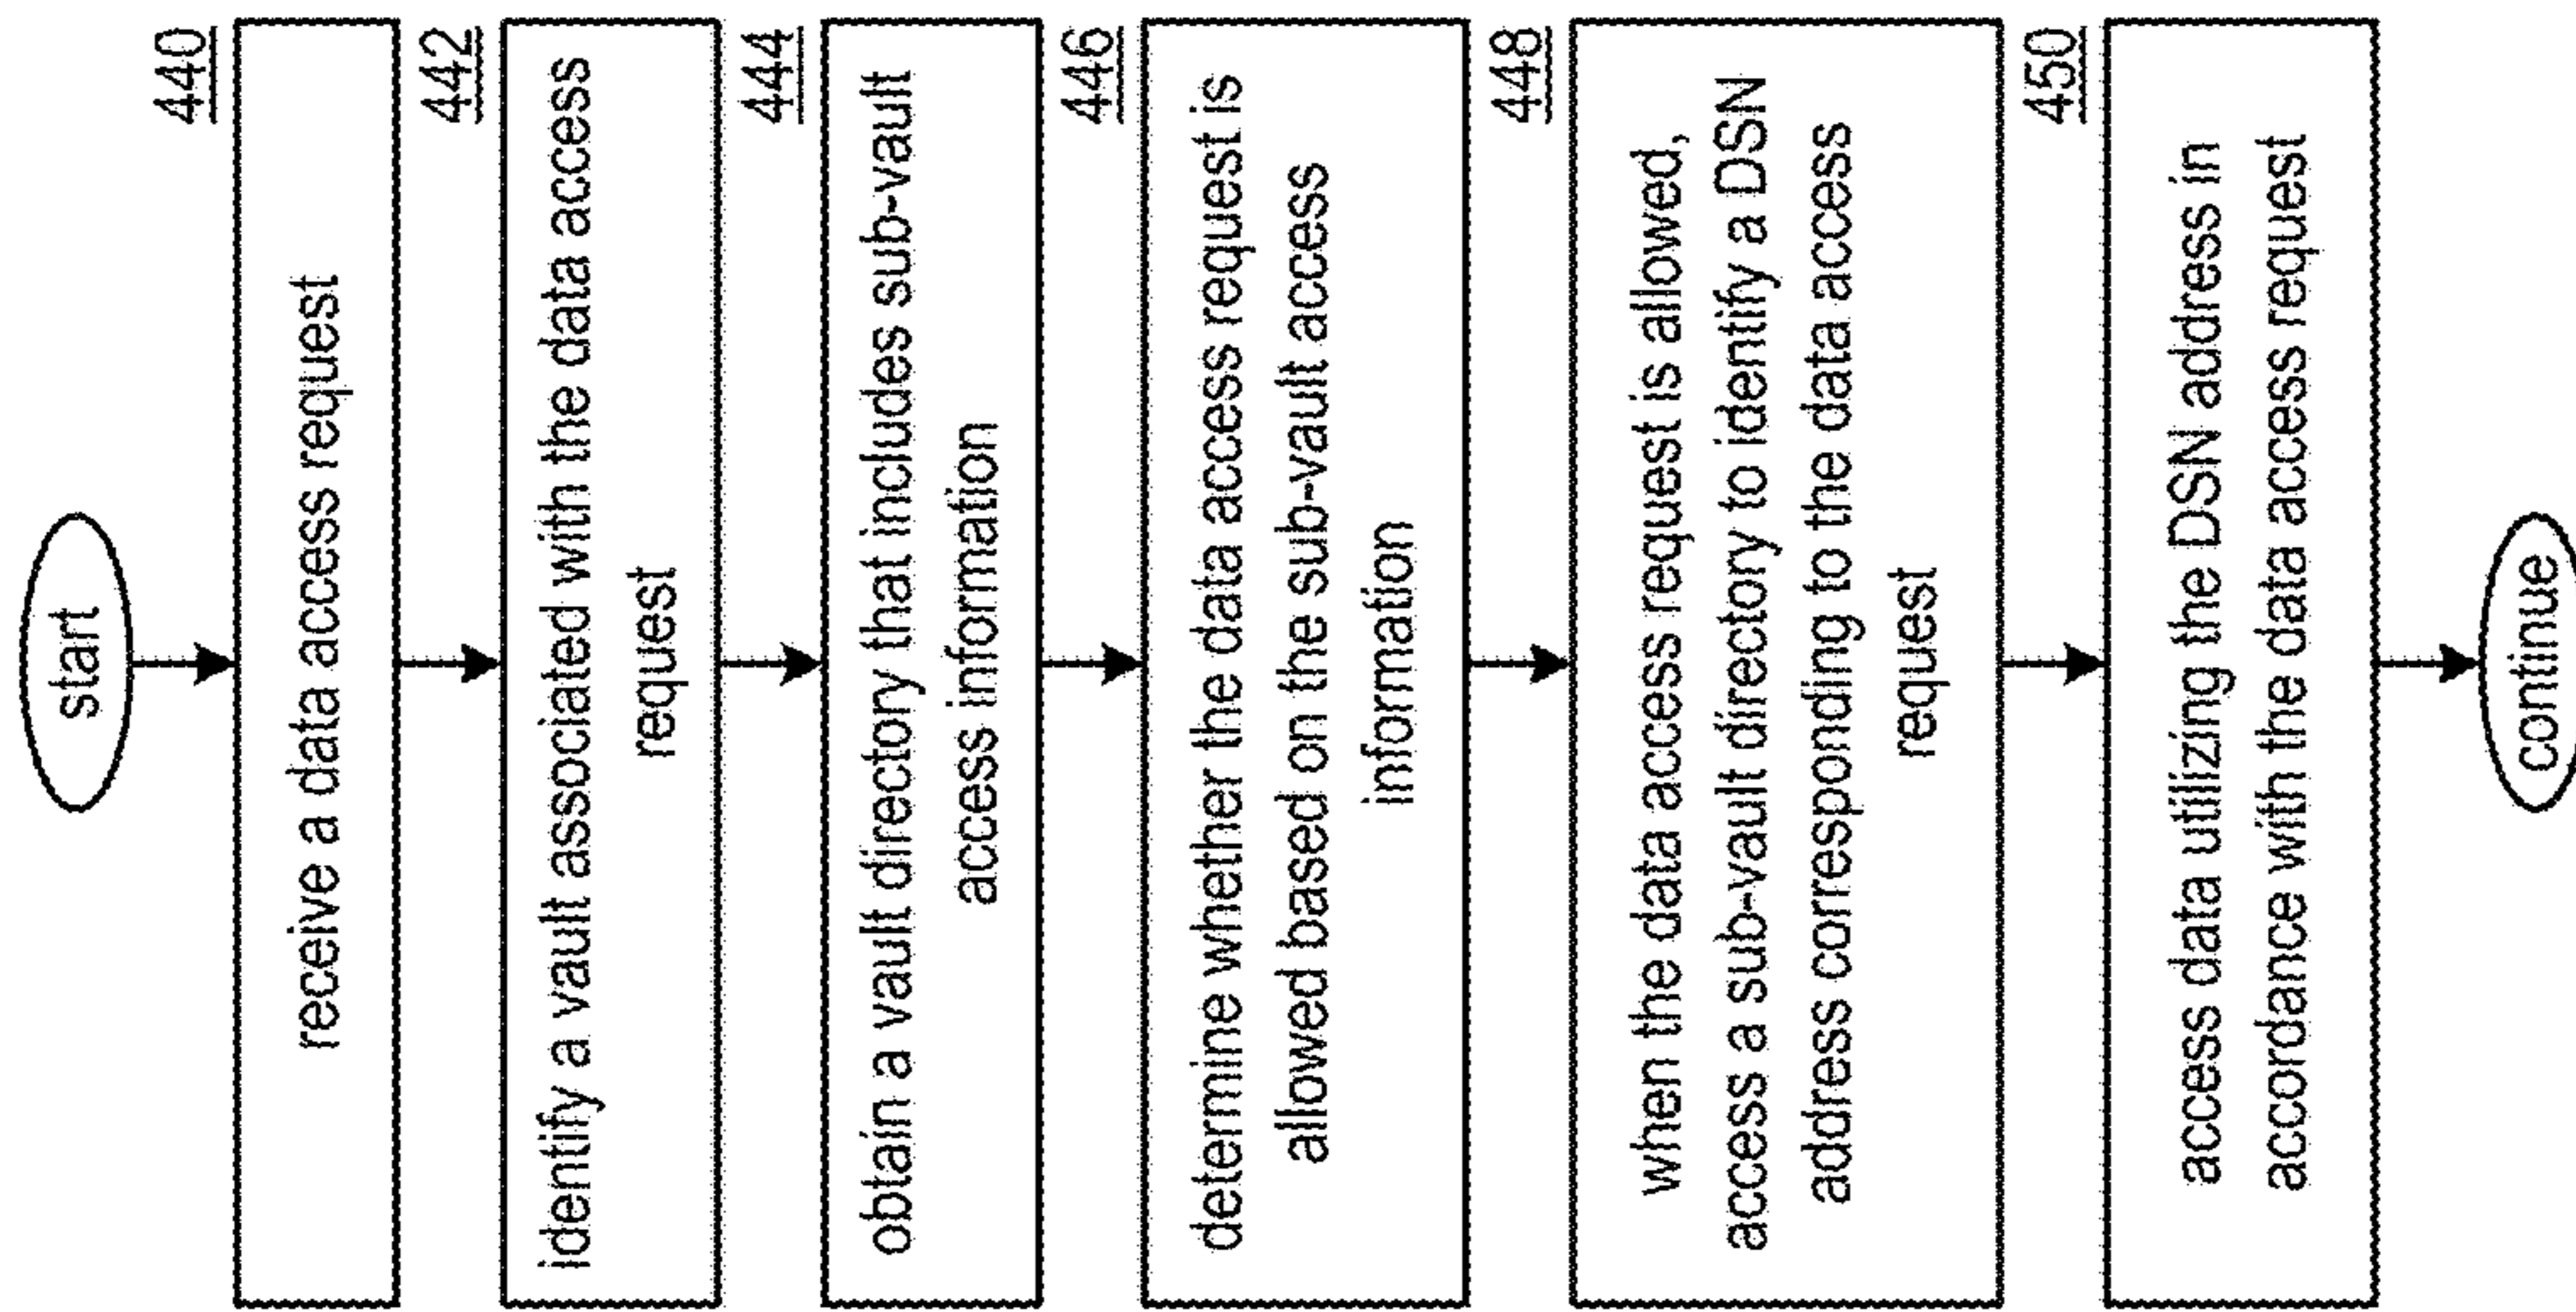 start
440
receive a data access request
442
identify a vault associated with the data access
request
444
obtain a vault directory that includes sub-vault
access information
446
determine whether the data access request is
allowed based on the sub-vault access
information
448
when the data access request is allowed,
access a sub-vault directory to identify a DSN
address corresponding to the data access
request
450
access data utilizing the DSN address in
accordance with the data access request
continue